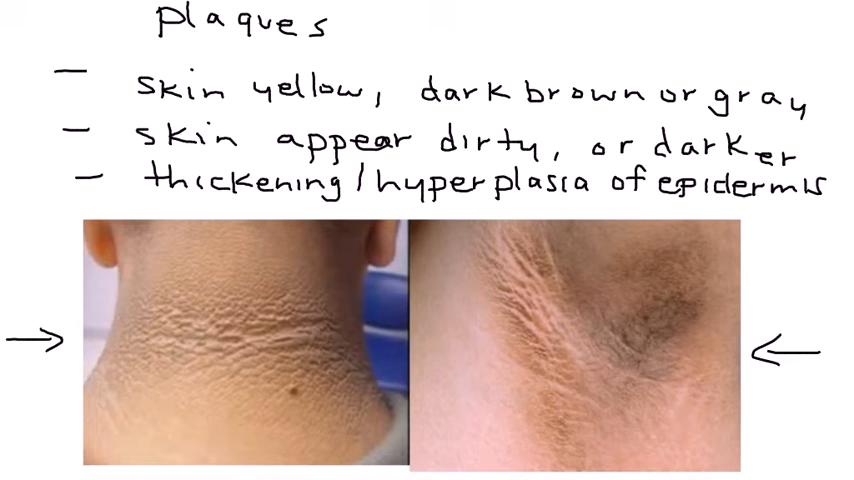 plaques
- skin yellow, dark brown or gray
- skin appear dirty, or darker
- thickening/hyperplasia of epidermis